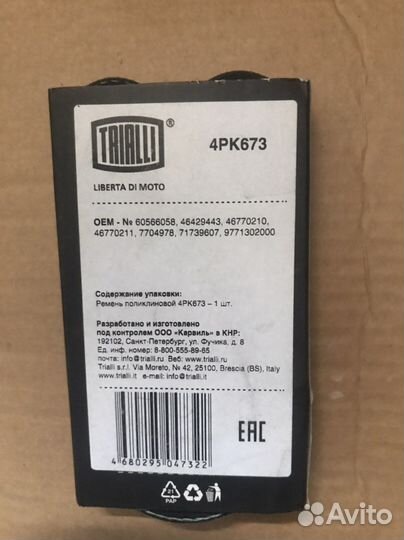 TRIALLI®
4PK673
LIBERTA DI MOTO
OEM - № 60566058, 46429443, 46770210,
46770211, 7704978, 71739607, 9771302000
Содержание упаковки:
Ремень поликлиновой 4PK673 – 1 шт.
Разработано и изготовлено
под контролем ООО «Карвиль» в КНР:
192102, Санкт-Петербург, ул. Фучика, д. 8
Ед. инф. номер: 8-800-555-89-65
почта: info@trialli.ru Веб: www.trialli.ru
Trialli s.r.l. Via Moreto, № 42, 25100, Brescia (BS), Italy
www.trialli.it e-mail: info@trialli.it
EAC
4 680295 047322
21
PAP
Avito